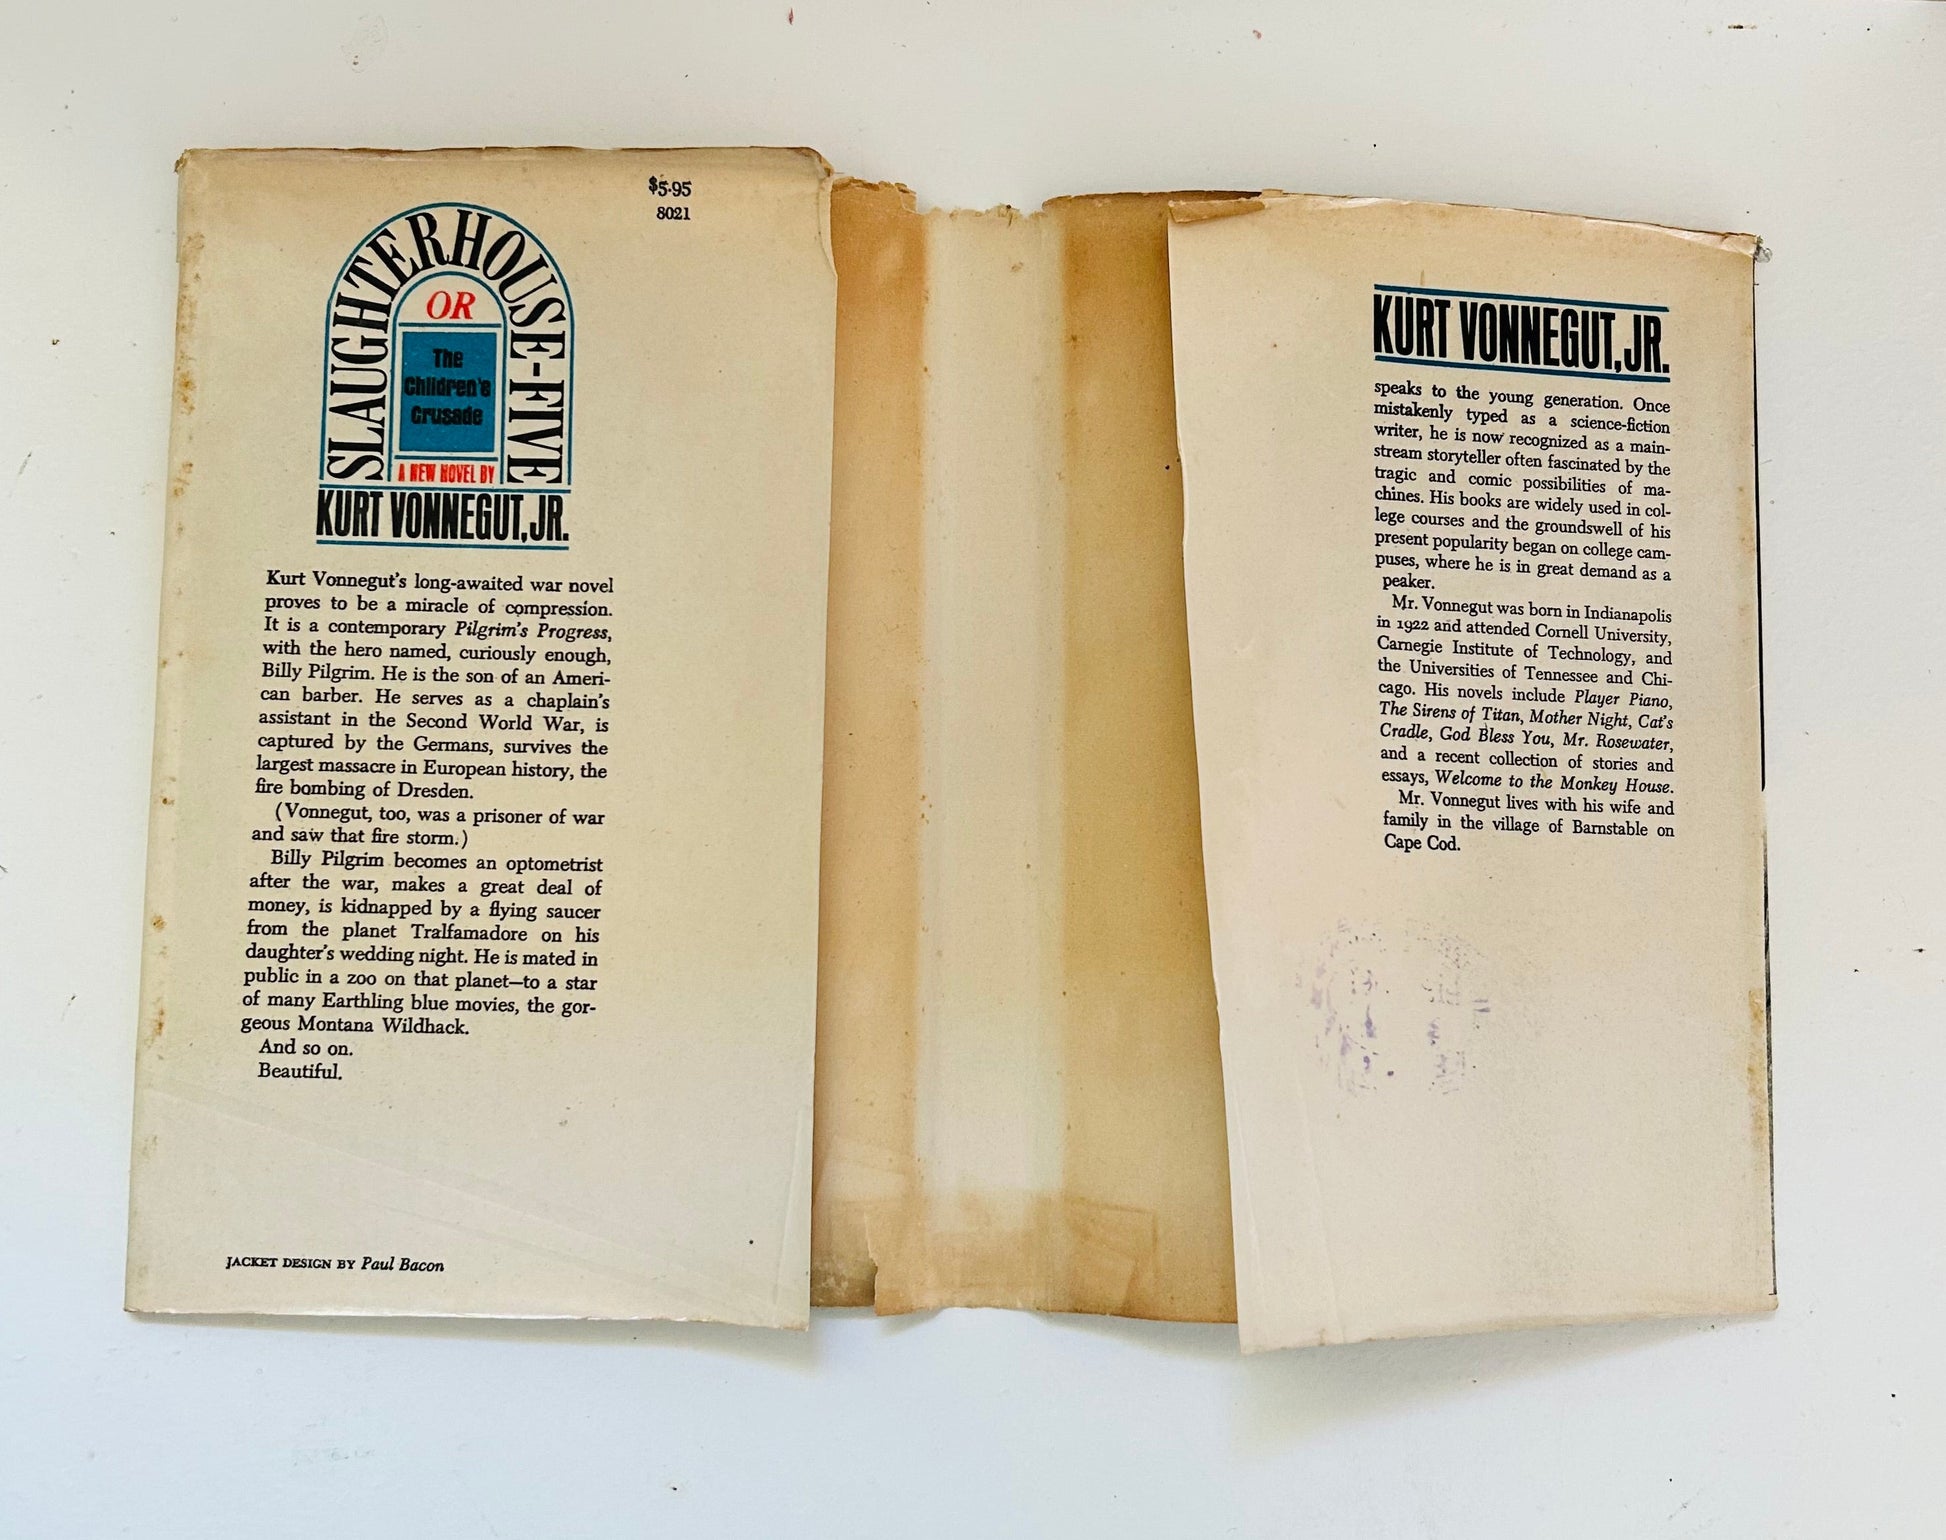 $5.95
8021
SLAUGHTERHOUSE-FIVE
OR
The
Children's
Crusade
A NEW NOVEL BY
KURT VONNEGUT, JR.
Kurt Vonnegut's long-awaited war novel
proves to be a miracle of compression.
It is a contemporary Pilgrim's Progress,
with the hero named, curiously enough,
Billy Pilgrim. He is the son of an Ameri-
can barber. He serves as a chaplain's
assistant in the Second World War, is
captured by the Germans, survives the
largest massacre in European history, the
fire bombing of Dresden.
(Vonnegut, too, was a prisoner of war
and saw that fire storm.)
Billy Pilgrim becomes an optometrist
after the war, makes a great deal of
money, is kidnapped by a flying saucer
from the planet Tralfamadore on his
daughter's wedding night. He is mated in
public in a zoo on that planet—to a star
of many Earthling blue movies, the gor-
geous Montana Wildhack.
And so on.
Beautiful.
JACKET DESIGN BY Paul Bacon
KURT VONNEGUT, JR.
speaks to the young generation. Once
mistakenly typed as a science-fiction
writer, he is now recognized as a main-
stream storyteller often fascinated by the
tragic and comic possibilities of ma-
chines. His books are widely used in col-
lege courses and the groundswell of his
present popularity began on college cam-
puses, where he is in great demand as a
peaker.
Mr. Vonnegut was born in Indianapolis
in 1922 and attended Cornell University,
Carnegie Institute of Technology, and
the Universities of Tennessee and Chi-
cago. His novels include Player Piano,
The Sirens of Titan, Mother Night, Cat's
Cradle, God Bless You, Mr. Rosewater,
and a recent collection of stories and
essays, Welcome to the Monkey House.
Mr. Vonnegut lives with his wife and
family in the village of Barnstable on
Cape Cod.